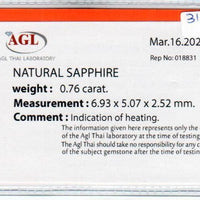 AGL
AGL THAI LABORATORY
Mar.16.202
Rep No: 018831
NATURAL SAPPHIRE
weight : 0.76 carat.
Measurement : 6.93 x 5.07 x 2.52 mm.
Comment : Indication of heating.
The information given here represents only the
of the Agl Thai laboratory at the time of testing
The Agl Thai should take no responsibility for any c
of the subject gemstone after the time of testing